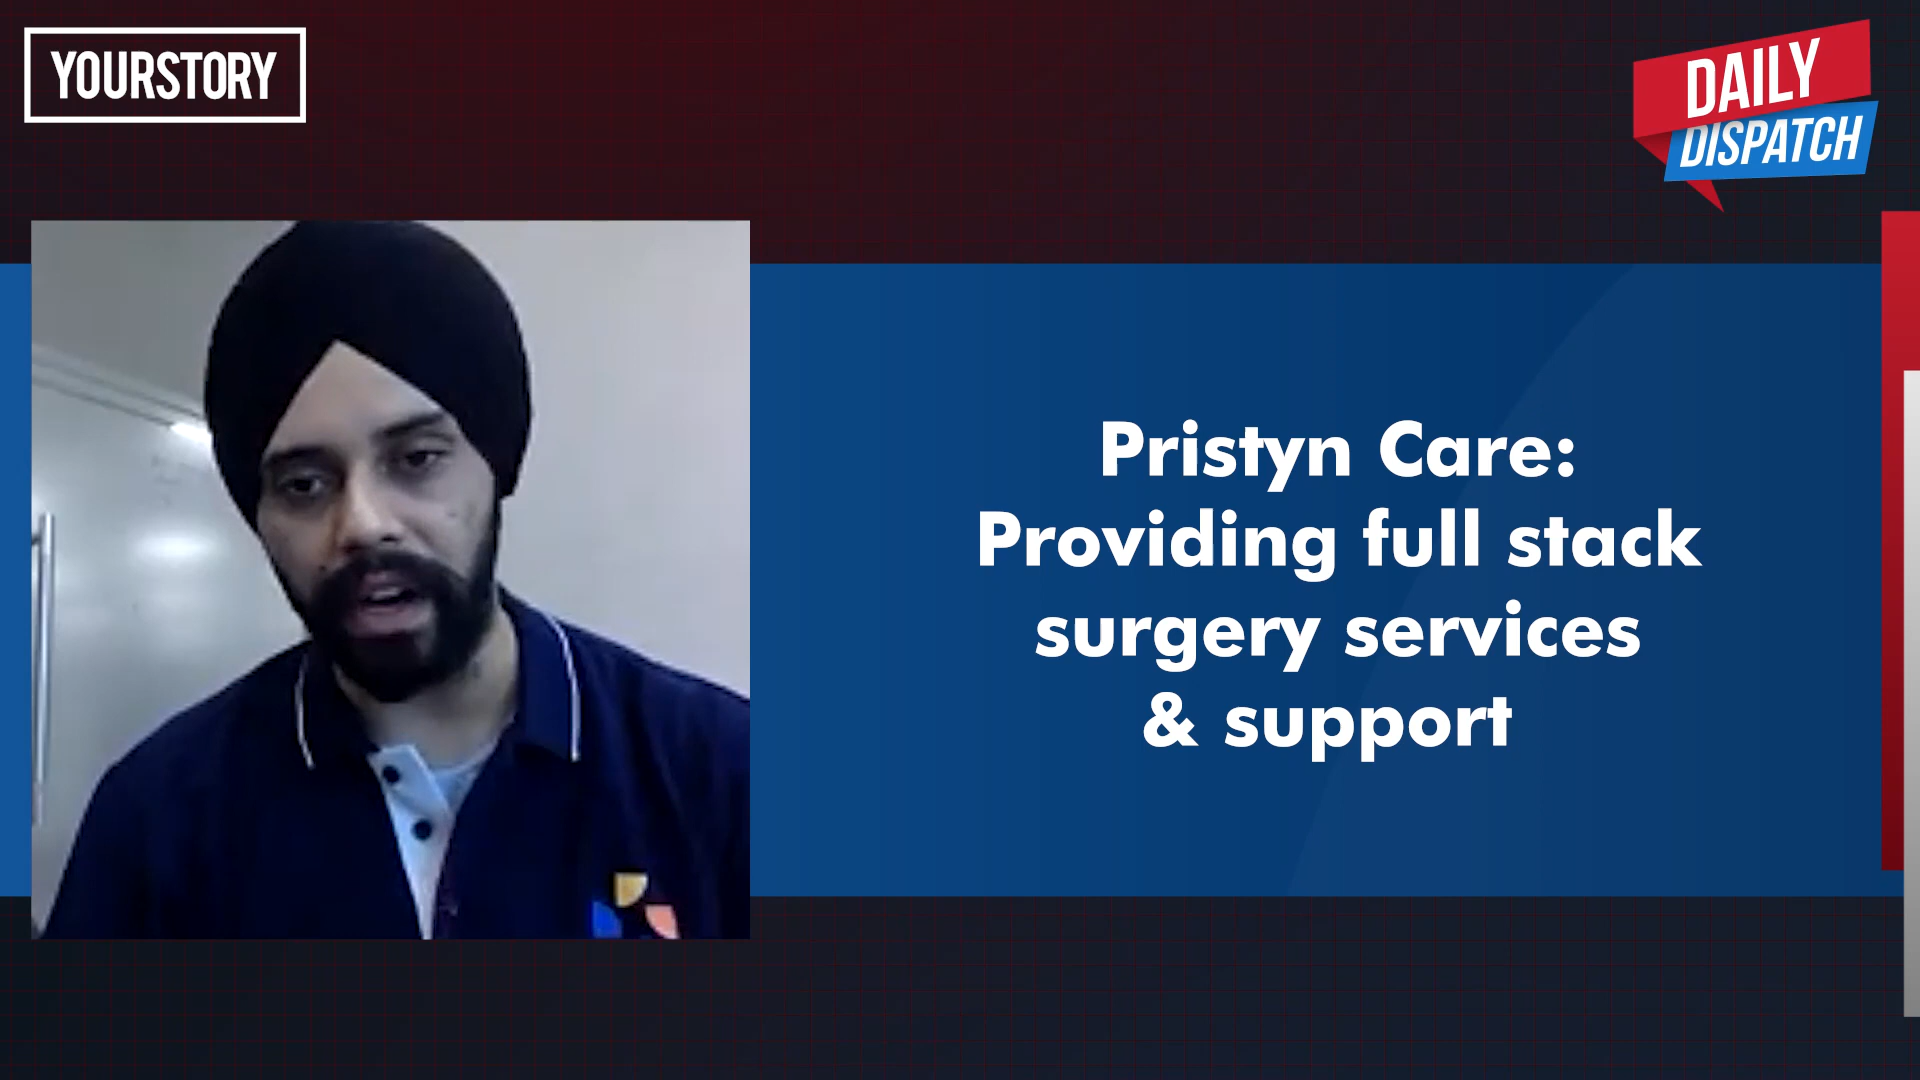 YOURSTORY
DAILY
DISPATCH
Pristyn Care:
Providing full stack
surgery services
& support